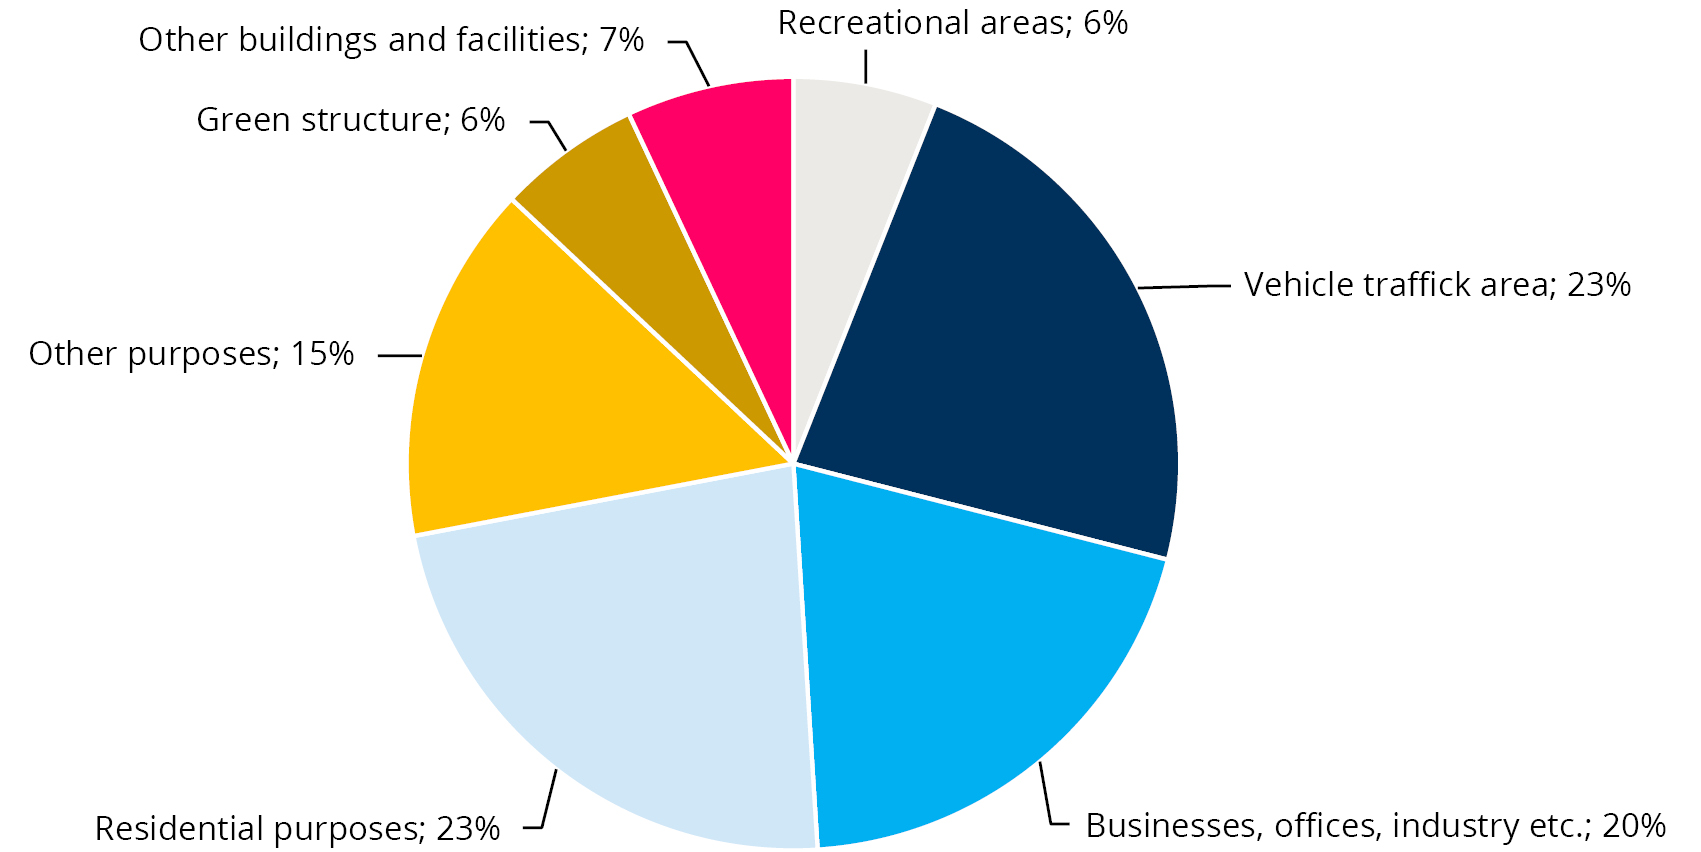 Recreational areas; 6%
Other buildings and facilities; 7%
Green structure; 6%
Vehicle traffick area; 23%
Other purposes; 15%
Businesses, offices, industry etc.; 20%
Residential purposes; 23%